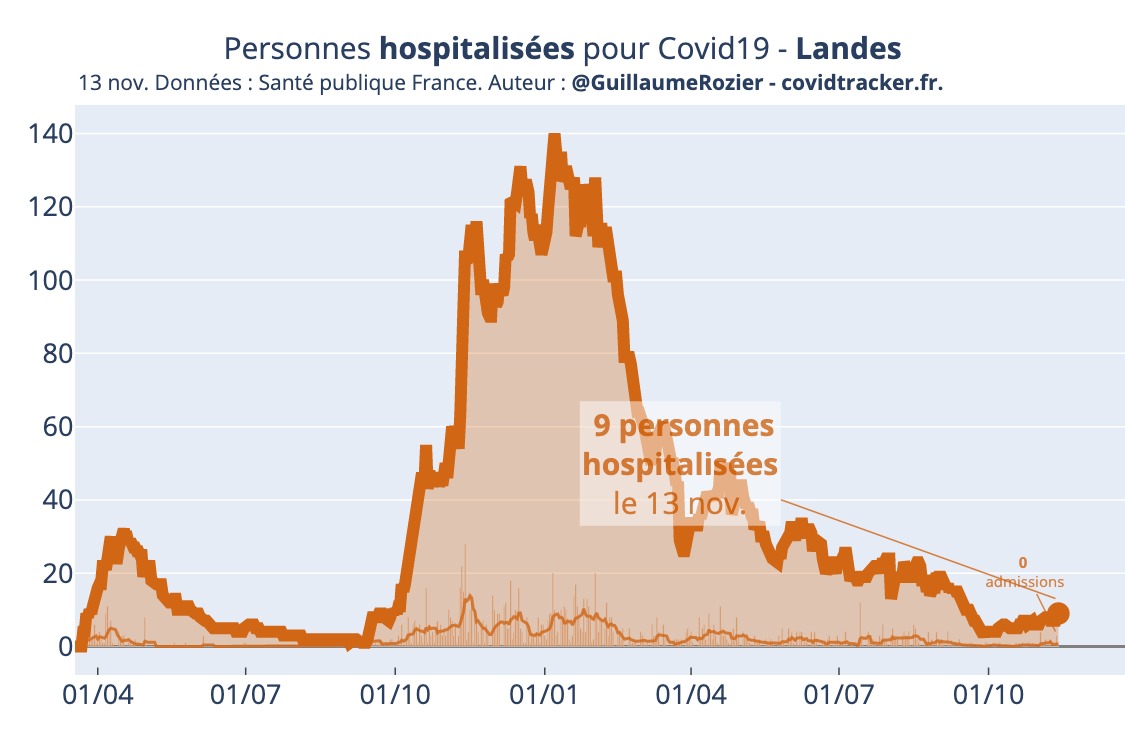 Personnes hospitalisées pour Covid19 - Landes
13 nov. Données : Santé publique France. Auteur : @GuillaumeRozier - covidtracker.fr.
140
120
100
80
60
40
20
0
9 personnes
hospitalisées
le 13 nov.
0
admissions
01/04
01/07
01/10
01/01
01/04
01/07
01/10